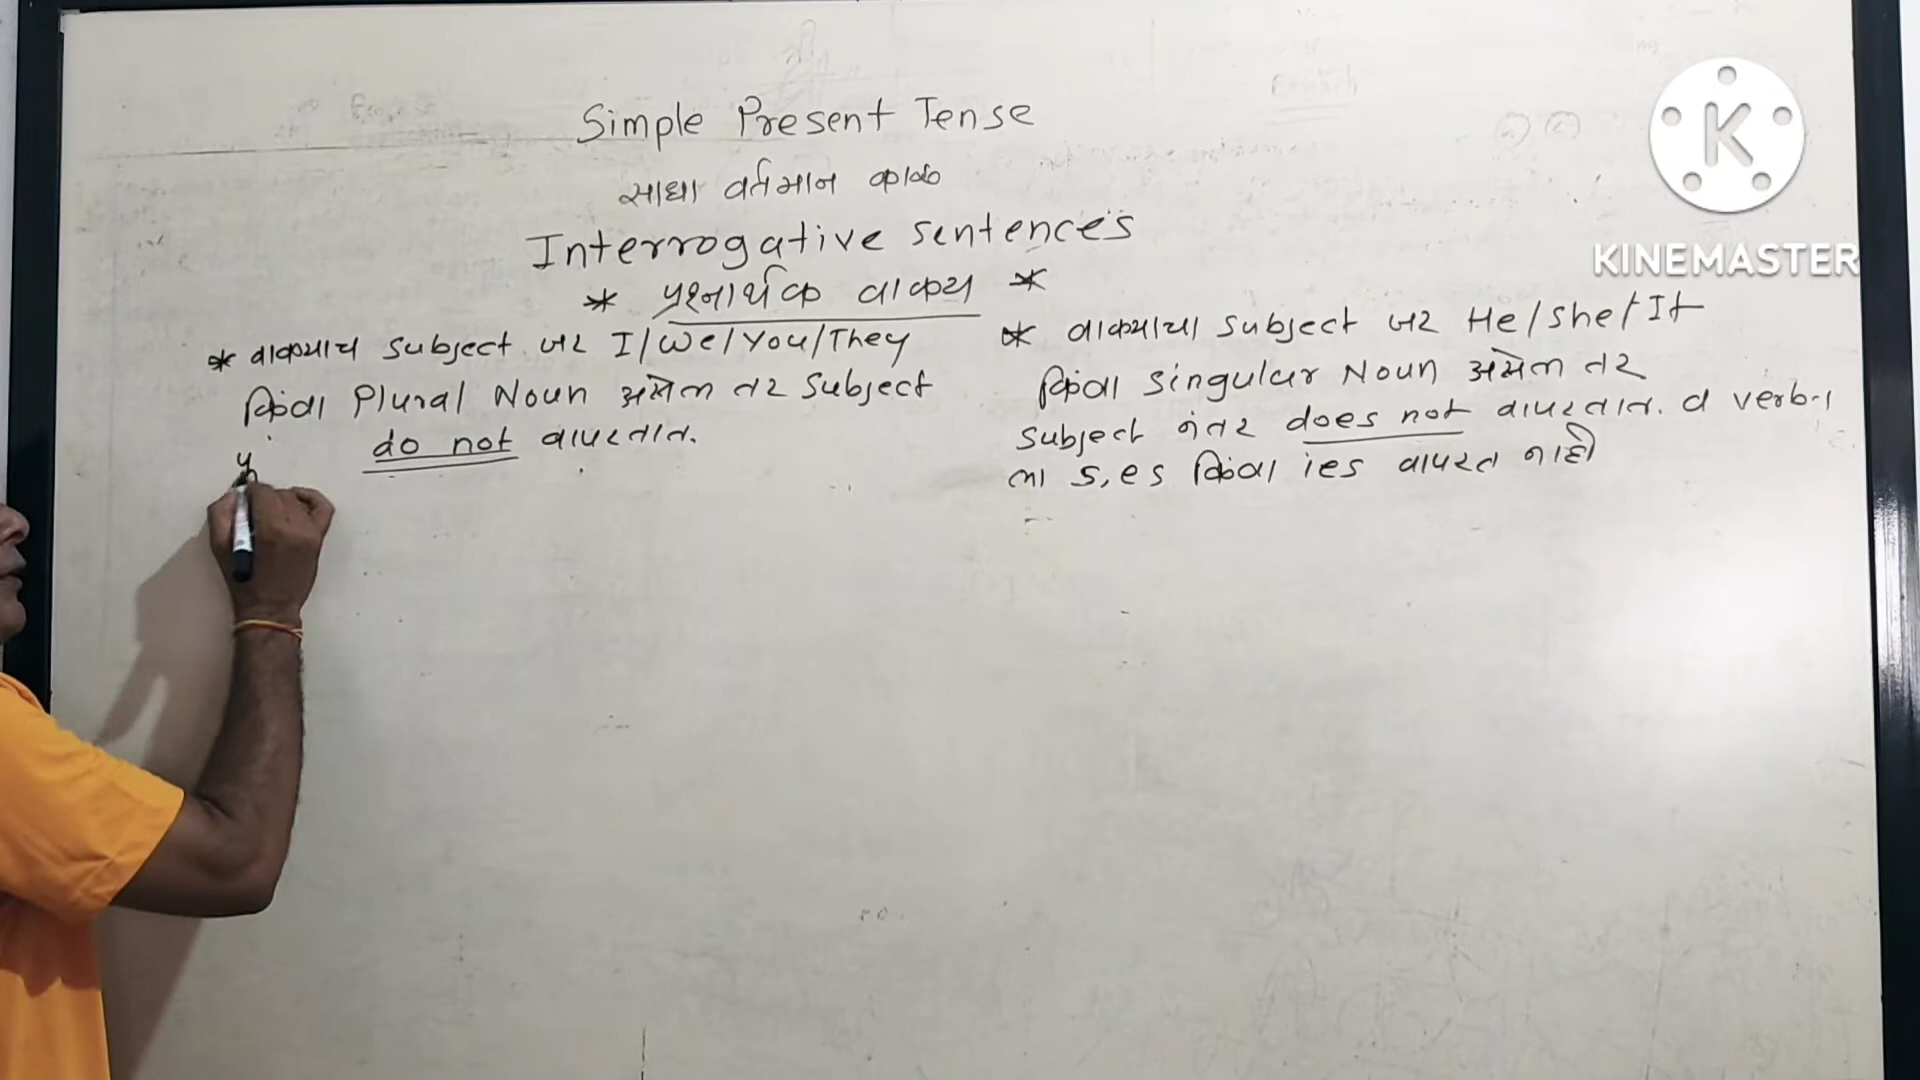 Simple Present Tense
साधा वर्तमान काळ
Interrogative sentences
* प्रश्नार्थक वाक्य *
* वाक्याच subject जर I/We/You/They
किंवा Plural Noun असेल तर Subject
do not वापरतात.
* वाक्याचा subject जर He/She/It
किंवा singular Noun असेल तर
subject नंतर does not वापरतात. व verb-1
ला s, es किंवा ies वापरत नाही
K
KINEMASTER